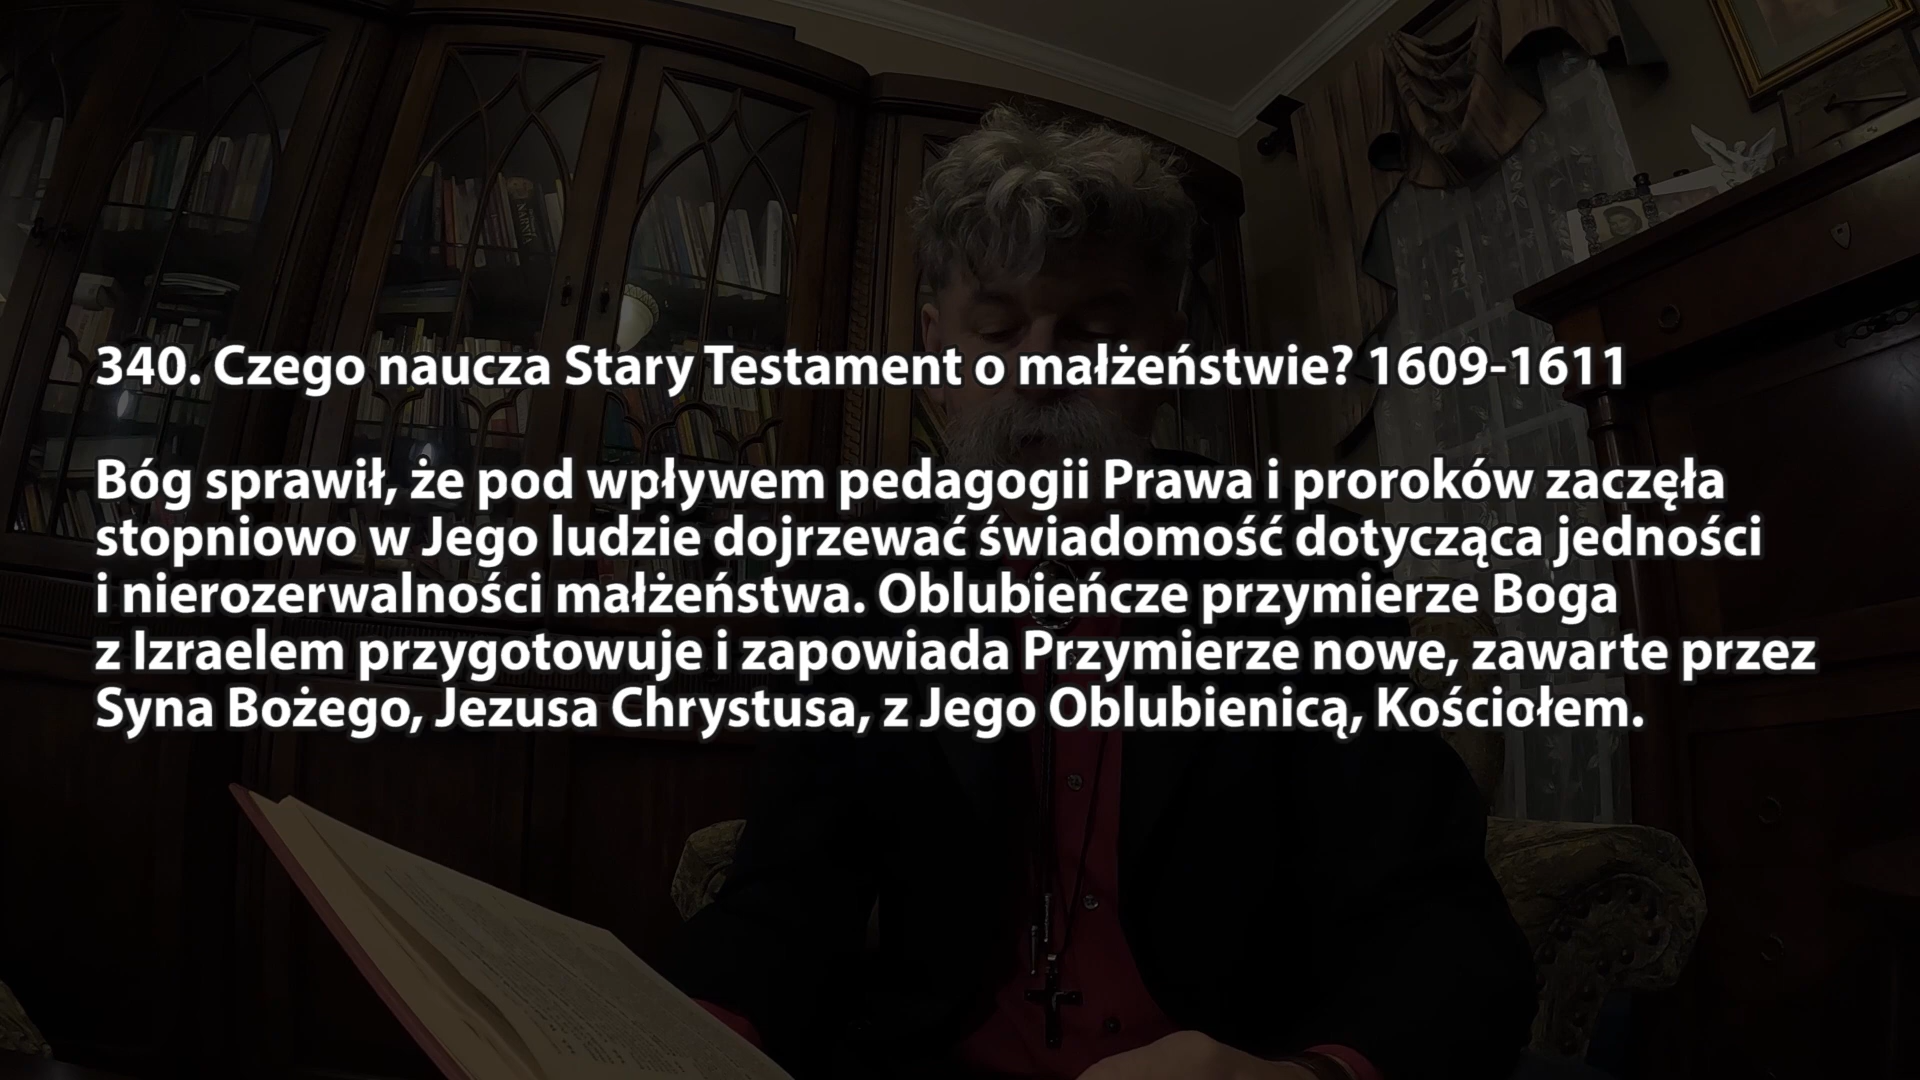 340. Czego naucza Stary Testament o małżeństwie? 1609-1611
Bóg sprawił, że pod wpływem pedagogii Prawa i proroków zaczęła
stopniowo w Jego ludzie dojrzewać świadomość dotycząca jedności
i nierozerwalności małżeństwa. Oblubieńcze przymierze Boga
z Izraelem przygotowuje i zapowiada Przymierze nowe, zawarte przez
Syna Bożego, Jezusa Chrystusa, z Jego Oblubienicą, Kościołem.